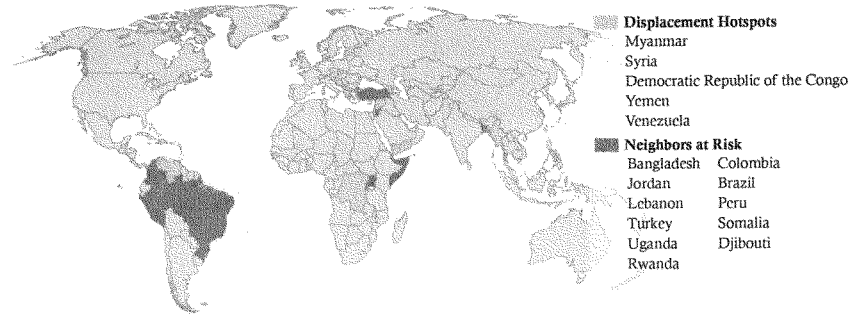 Displacement Hotspots
Myanmar
Syria
Democratic Republic of the Congo
Yemen
Venezuela
Neighbors at Risk
Bangladesh Colombia
Jordan Brazil
Lebanon Peru
Turkey Somalia
Uganda Djibouti
Rwanda